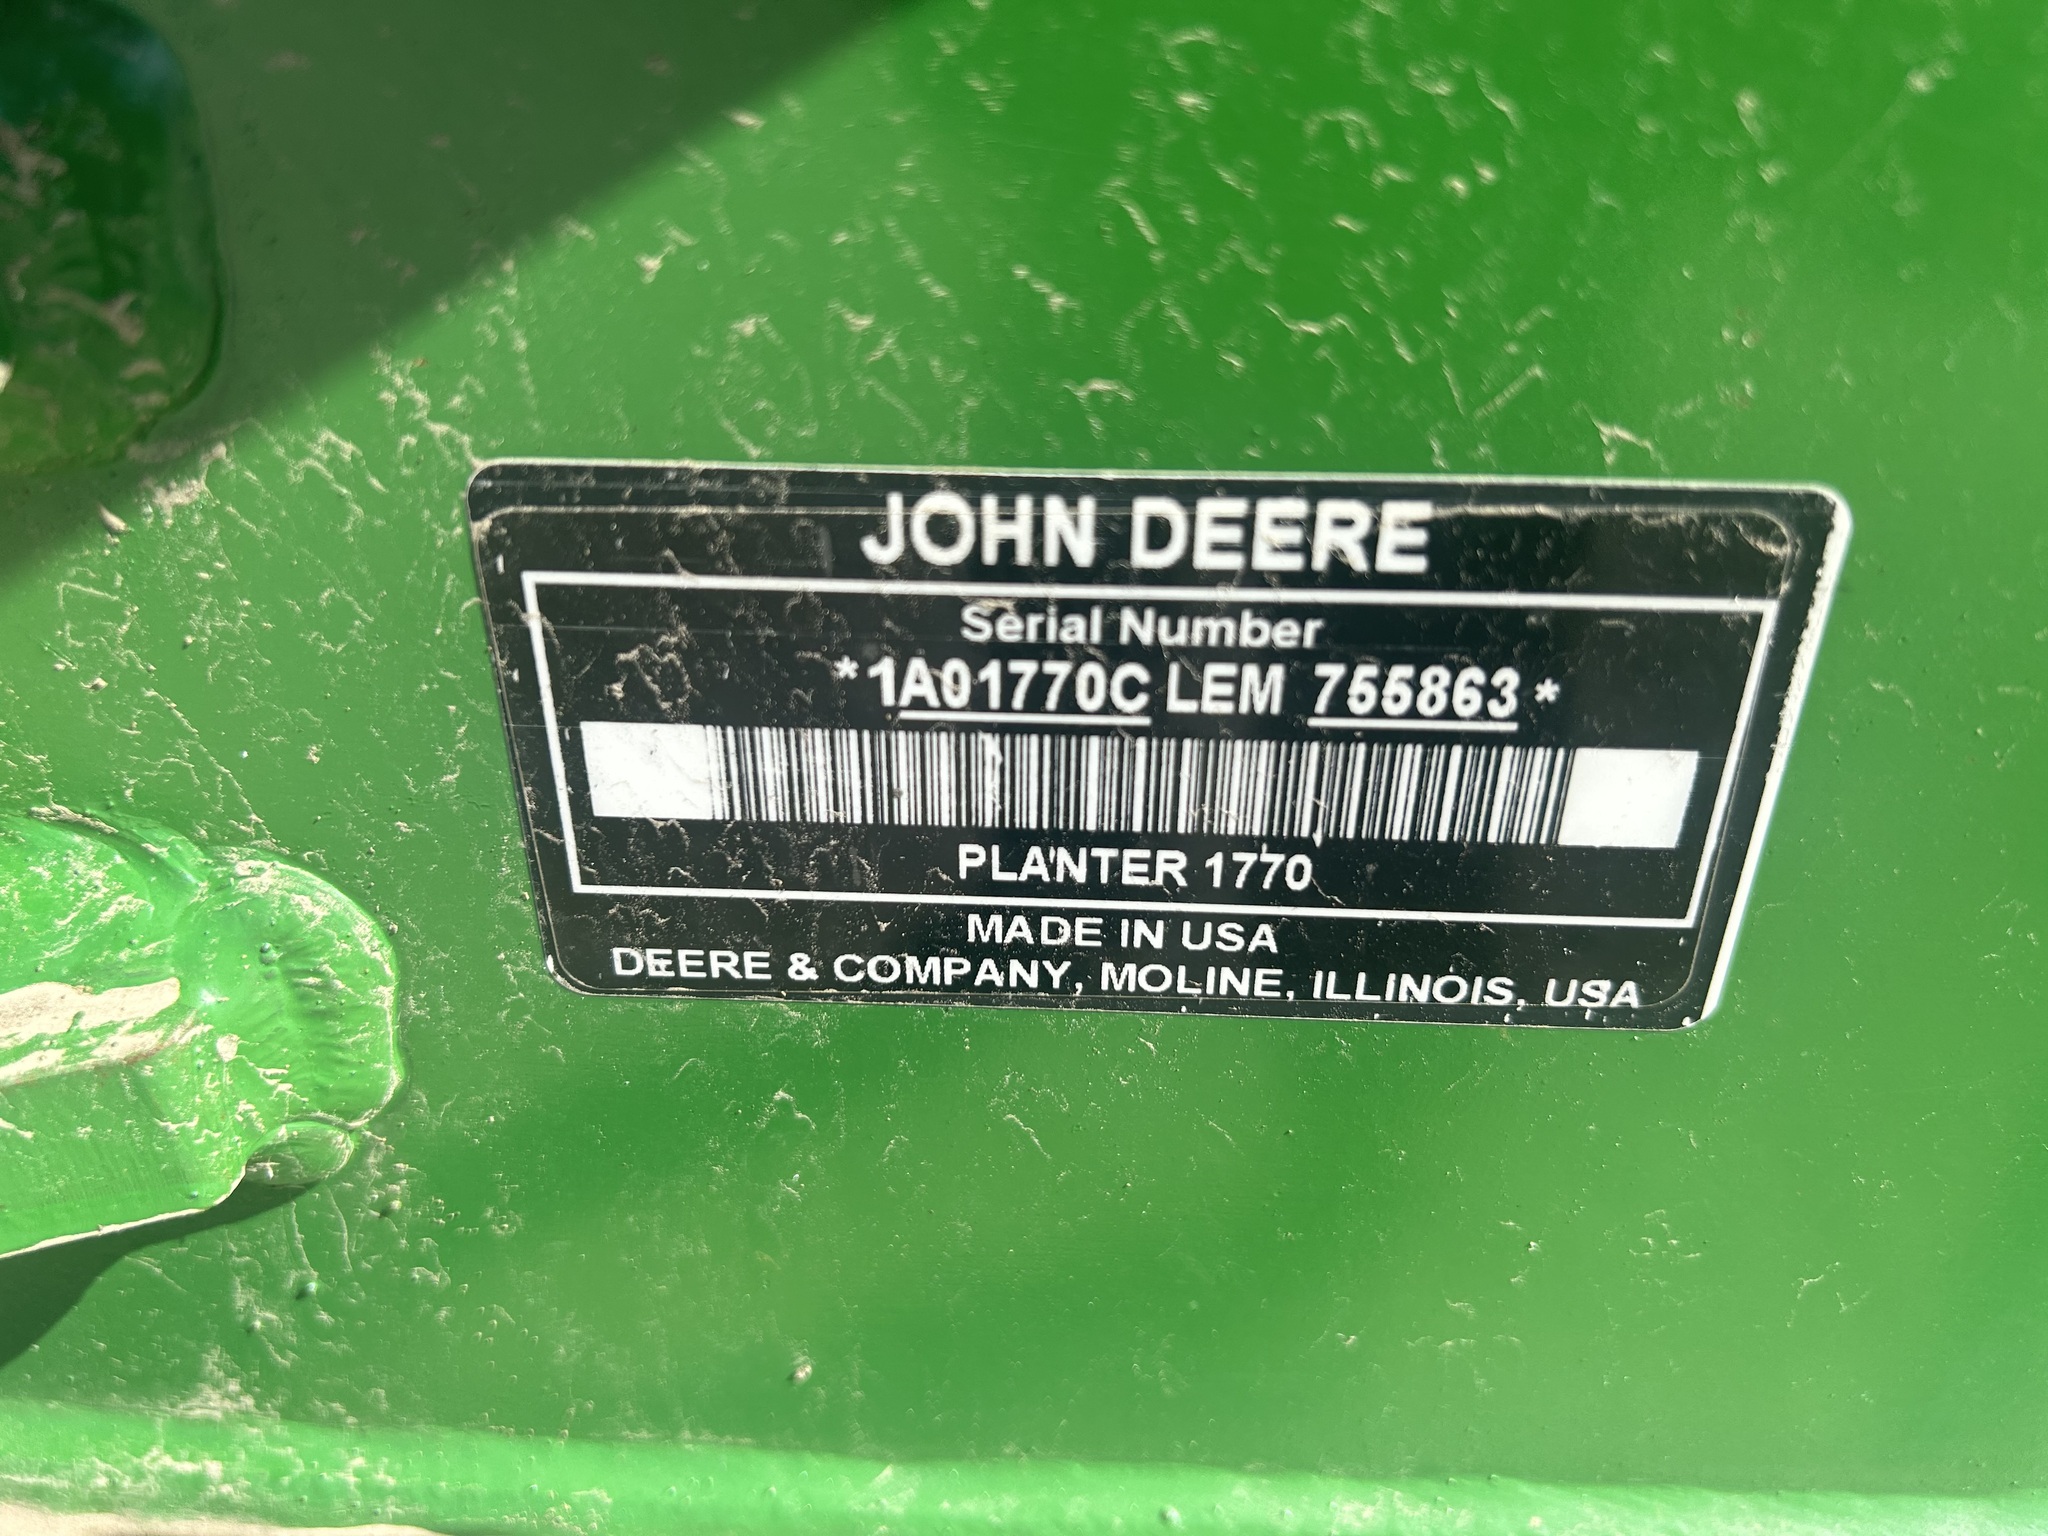 JOHN DEERE
Serial Number
*1A01770C LEM 755863*
PLANTER 1770
MADE IN USA
DEERE & COMPANY, MOLINE, ILLINOIS, USA